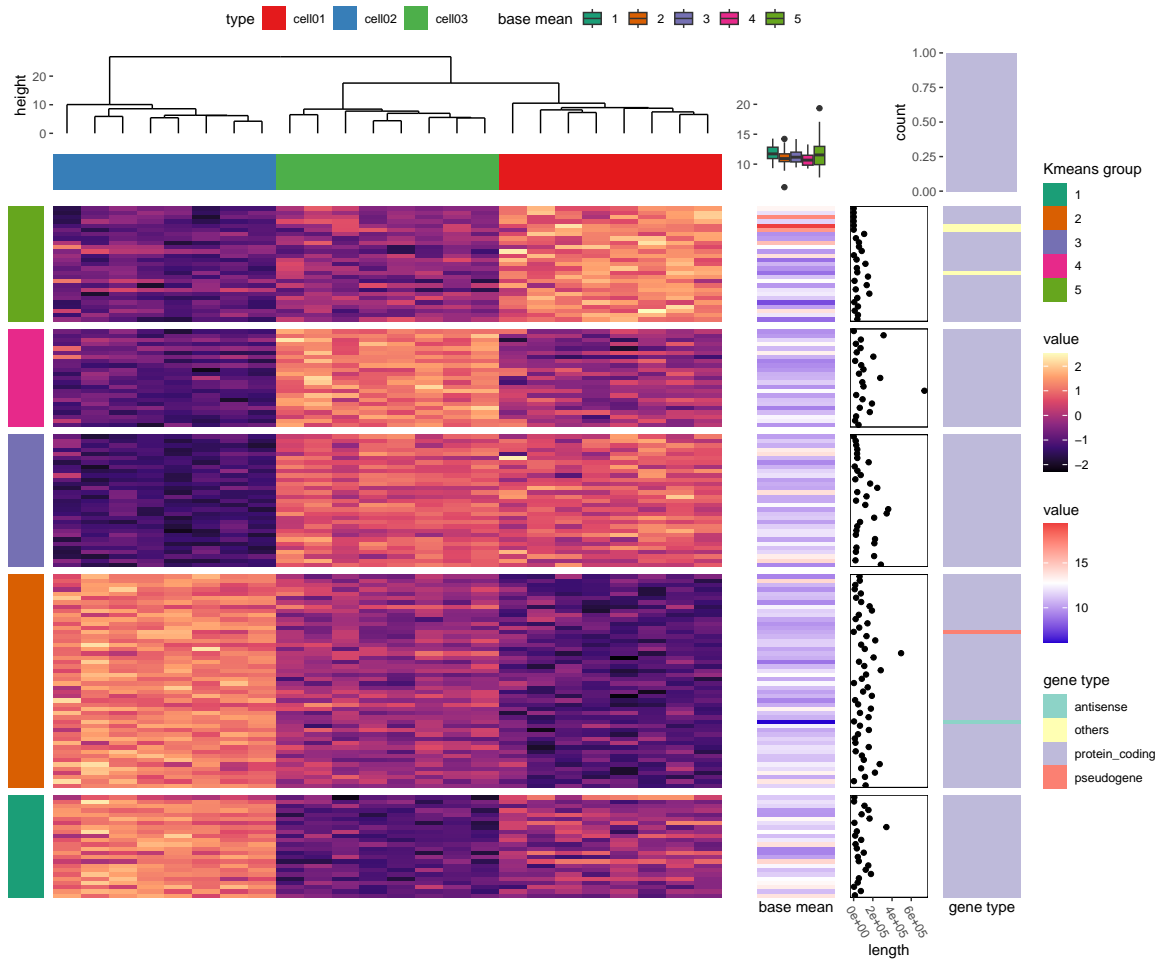 type cell01 cell02 cell03 base mean 1 2 3 4 5
height
20
10
0
20
15
10
count
1.00
0.75
0.50
0.25
0.00
Kmeans group
1
2
3
4
5
value
2
1
0
−1
−2
value
15
10
gene type
antisense
others
protein_coding
pseudogene
base mean
0e+00 2e+05 4e+05 6e+05
length
gene type